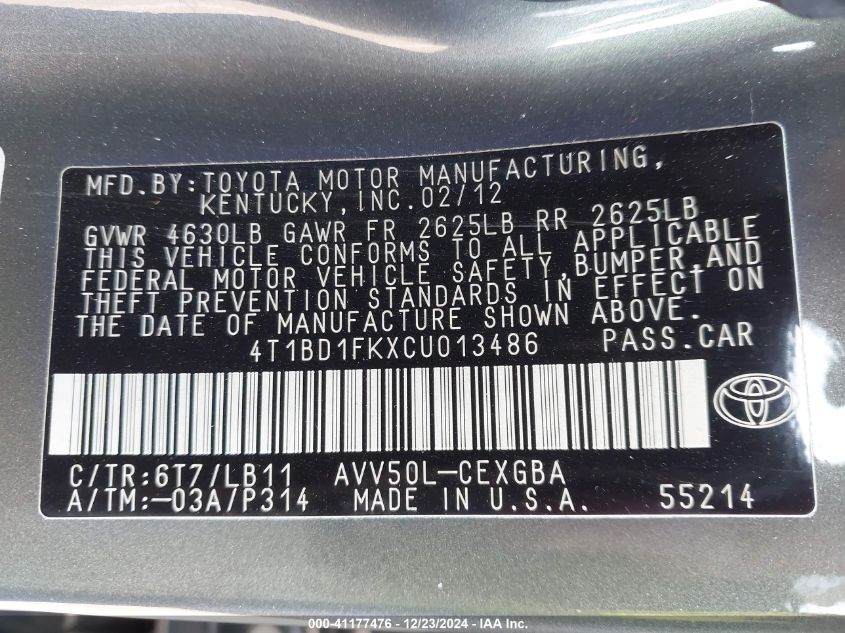 MFD.BY:TOYOTA MOTOR MANUFACTURING,
KENTUCKY,INC.02/12
GVWR 4630LB GAWR FR 2625LB RR 2625LB
THIS VEHICLE CONFORMS TO ALL APPLICABLE
FEDERAL MOTOR VEHICLE SAFETY,BUMPER,AND
THEFT PREVENTION STANDARDS IN EFFECT ON
THE DATE OF MANUFACTURE SHOWN ABOVE.
4T1BD1FKXCU013486 PASS.CAR
C/TR:6T7/LB11 AVV50L-CEXGBA
A/TM:-03A/P314 MADE IN U.S.A. 55214
000-41177476 - 12/23/2024 - IAA Inc.